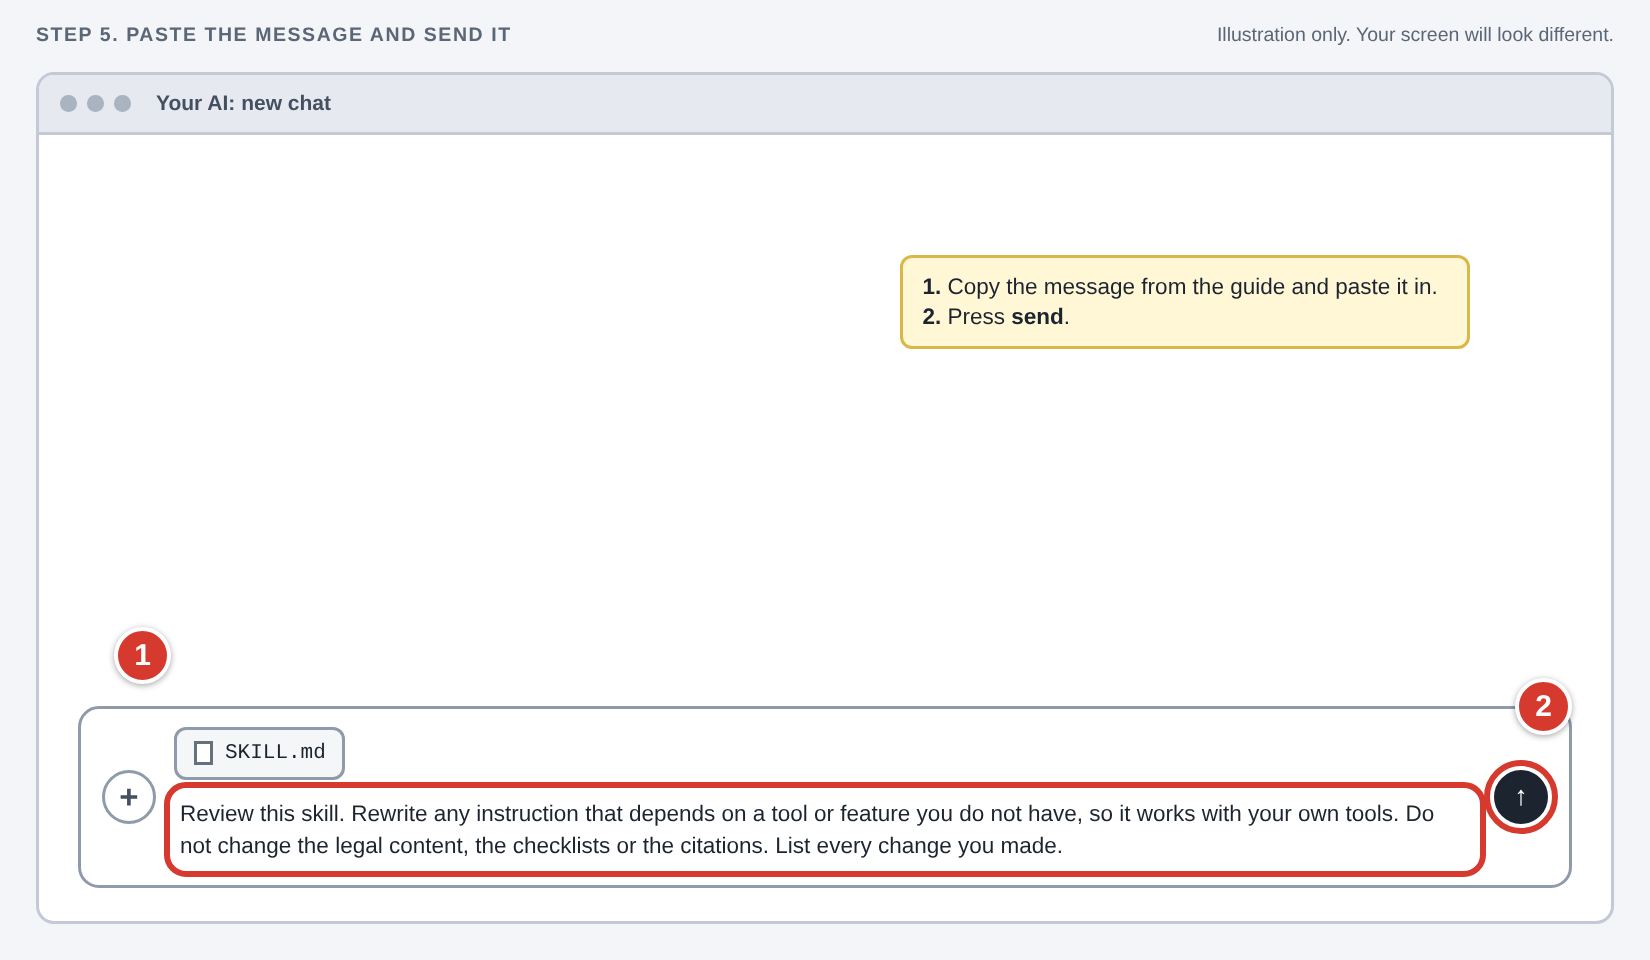 STEP 5. PASTE THE MESSAGE AND SEND IT
Illustration only. Your screen will look different.
Your AI: new chat
1. Copy the message from the guide and paste it in.
2. Press send.
1
2
SKILL.md
+
Review this skill. Rewrite any instruction that depends on a tool or feature you do not have, so it works with your own tools. Do
not change the legal content, the checklists or the citations. List every change you made.
↑